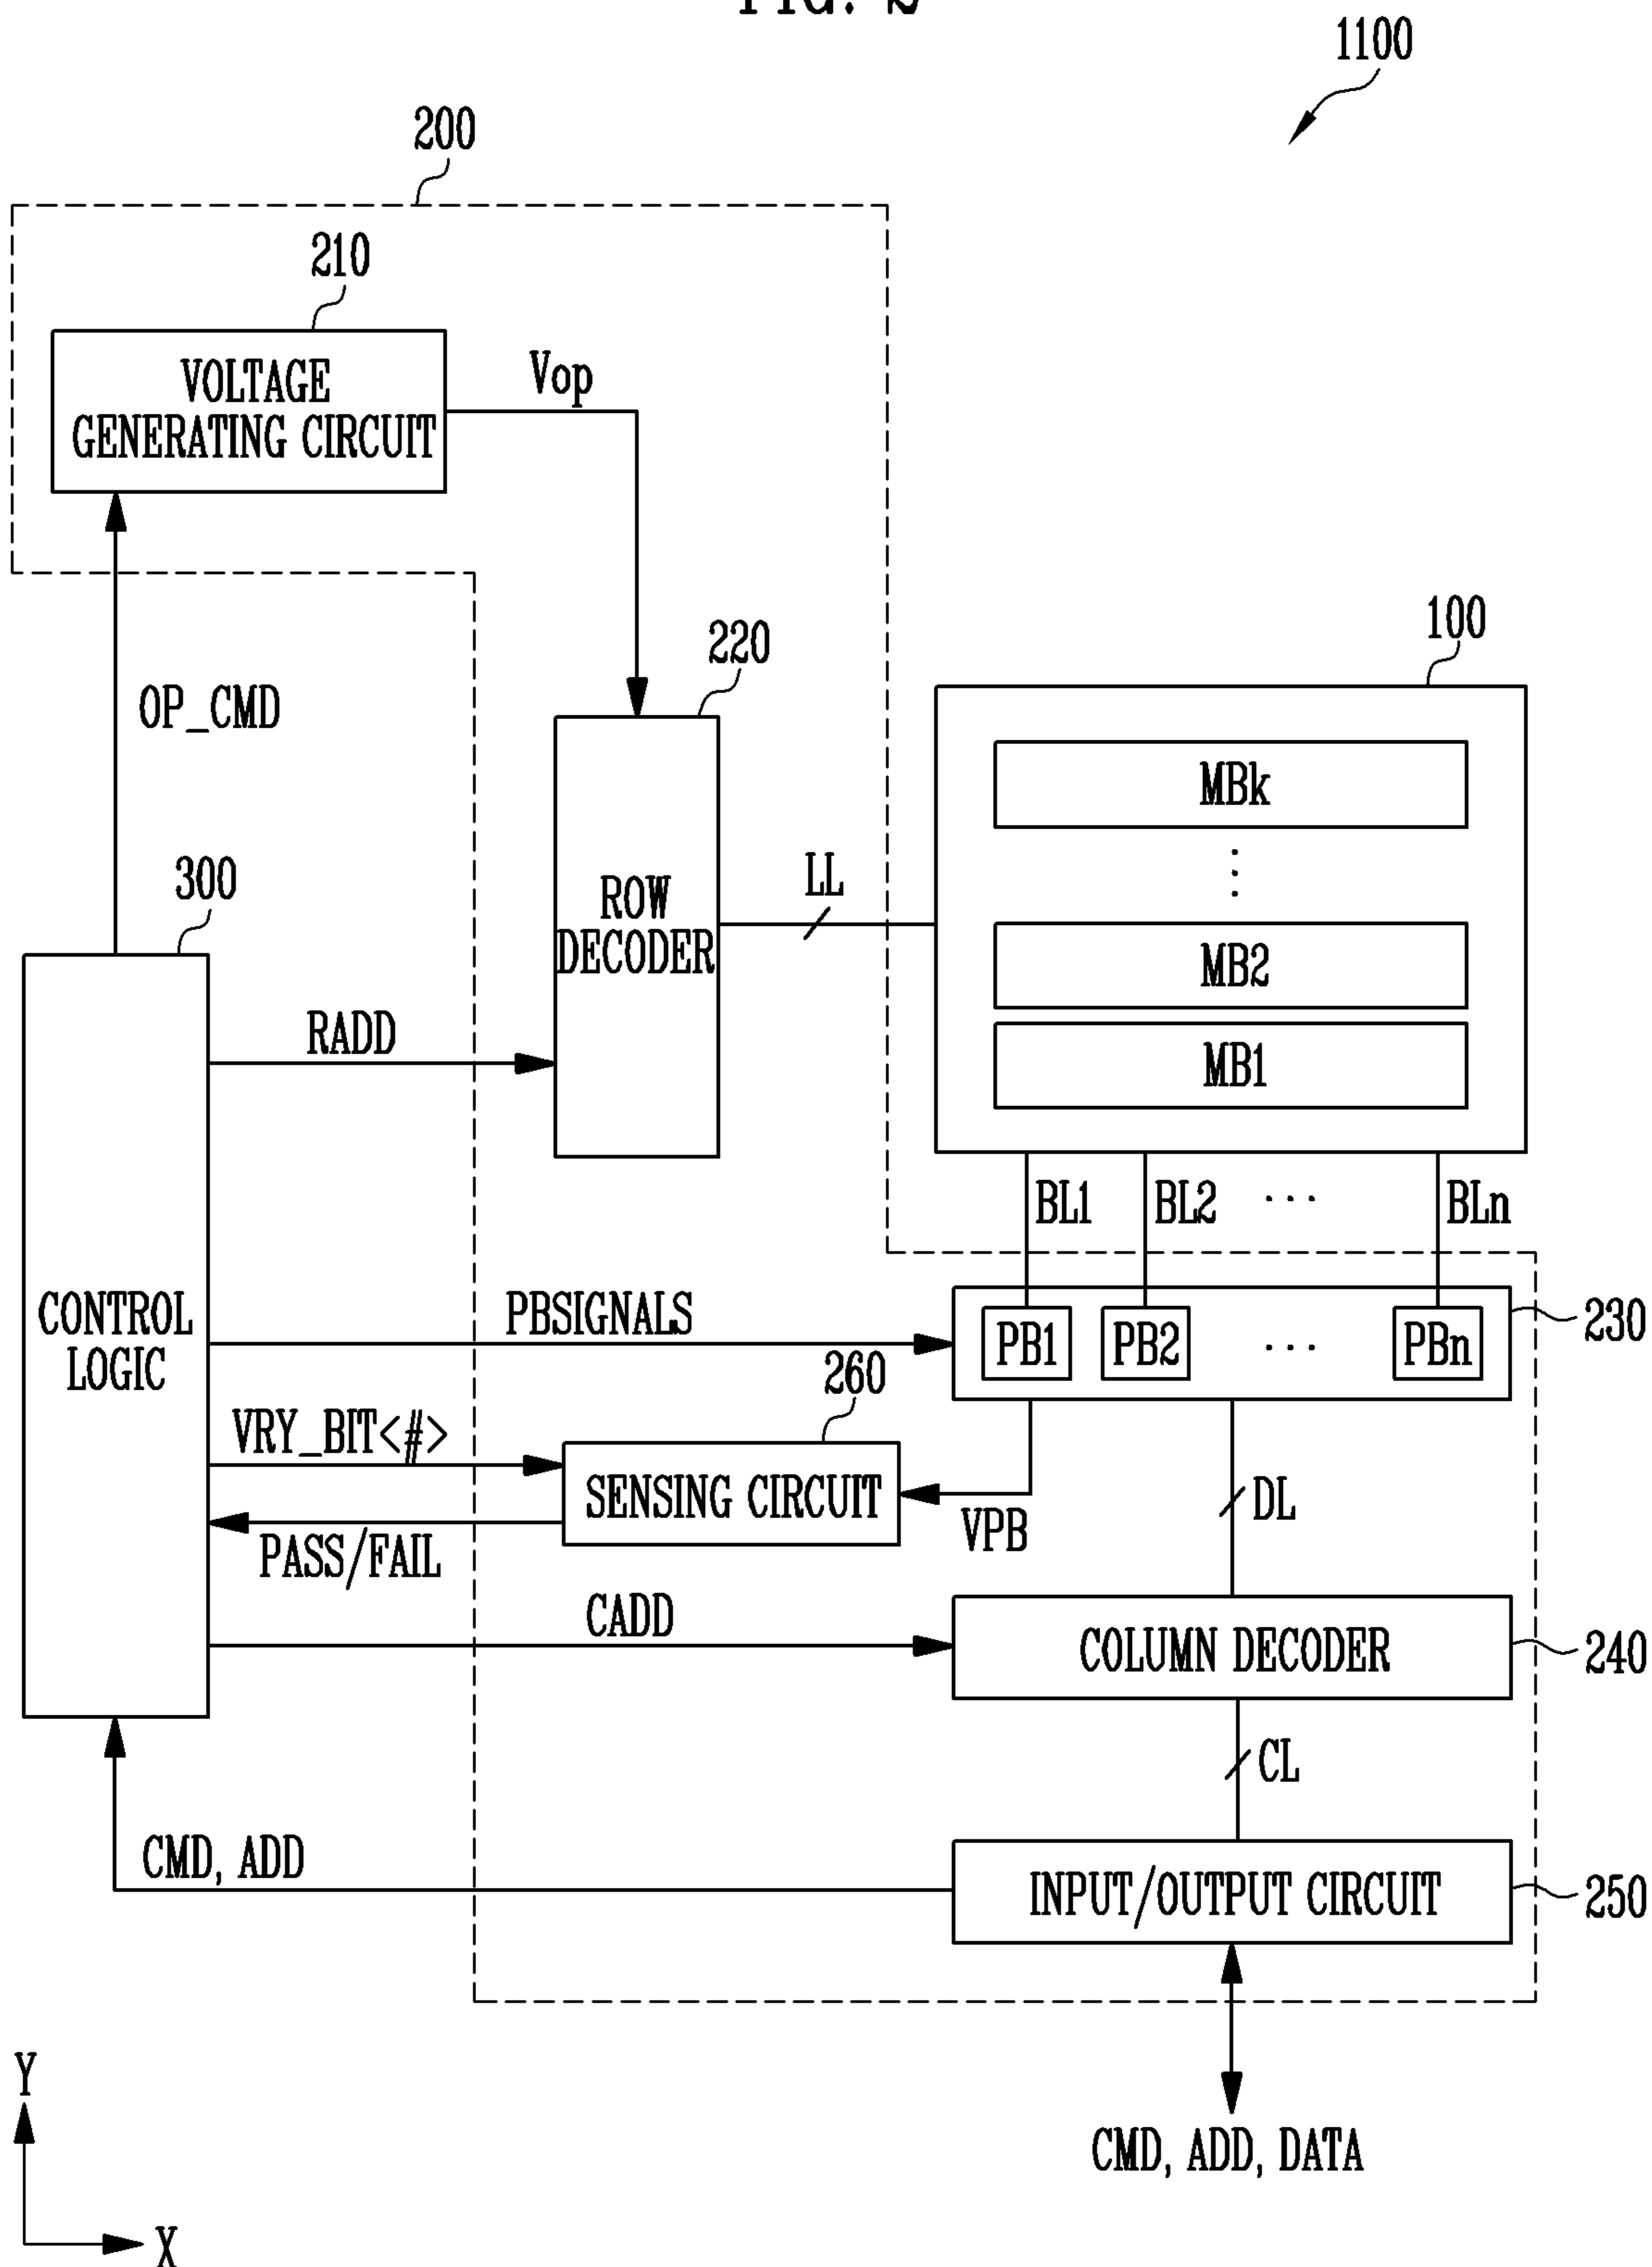 FIG. 2
1100
200
210
VOLTAGE
GENERATING CIRCUIT
Vop
OP_CMD
220
100
MBk
⋮
300
ROW
DECODER
LL
MB2
RADD
MB1
BL1
BL2
...
BLn
CONTROL
LOGIC
PBSIGNALS
PB1
PB2
...
PBn
230
260
VRY_BIT<#>
SENSING CIRCUIT
VPB
DL
PASS/FAIL
CADD
COLUMN DECODER
240
CL
CMD, ADD
INPUT/OUTPUT CIRCUIT
250
Y
CMD, ADD, DATA
X